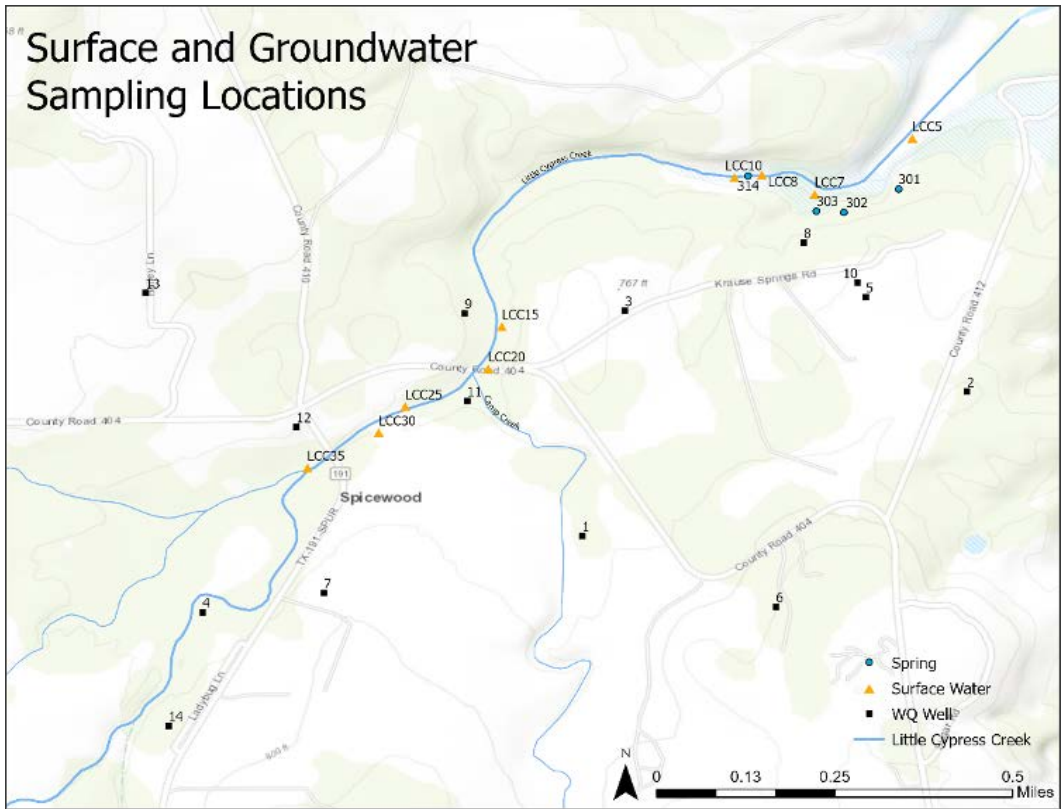 Surface and Groundwater
Sampling Locations
LCC5
Little Cypress Creek
LCC10
LCC8
314
LCC7
301
303
302
8
County Road 410
13
767 ft
Krause Springs Rd
10
5
9
3
LCC15
County Road 412
LCC20
County Road 404
2
LCC25
11
Camp Creek
County Road 404
12
LCC30
LCC35
191
Spicewood
TX-191-SPUR
1
County Road 404
7
4
6
Ladybug Ln
14
Spring
Surface Water
WQ Well
Little Cypress Creek
N
0
0.13
0.25
0.5
Miles